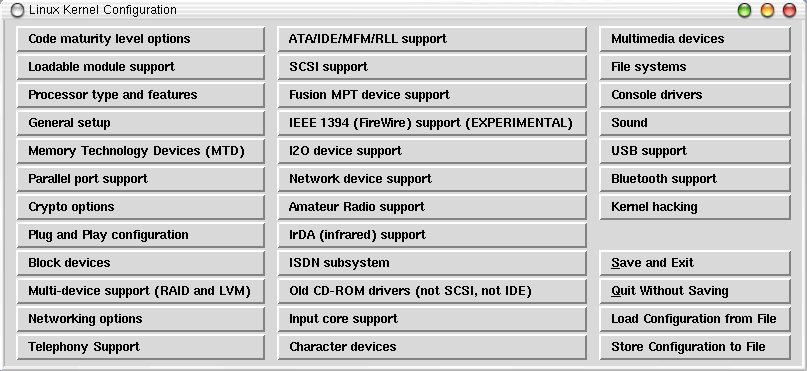 Linux Kernel Configuration
Code maturity level options
Loadable module support
Processor type and features
General setup
Memory Technology Devices (MTD)
Parallel port support
Crypto options
Plug and Play configuration
Block devices
Multi-device support (RAID and LVM)
Networking options
Telephony Support
ATA/IDE/MFM/RLL support
SCSI support
Fusion MPT device support
IEEE 1394 (FireWire) support (EXPERIMENTAL)
I2O device support
Network device support
Amateur Radio support
IrDA (infrared) support
ISDN subsystem
Old CD-ROM drivers (not SCSI, not IDE)
Input core support
Character devices
Multimedia devices
File systems
Console drivers
Sound
USB support
Bluetooth support
Kernel hacking
Save and Exit
Quit Without Saving
Load Configuration from File
Store Configuration to File